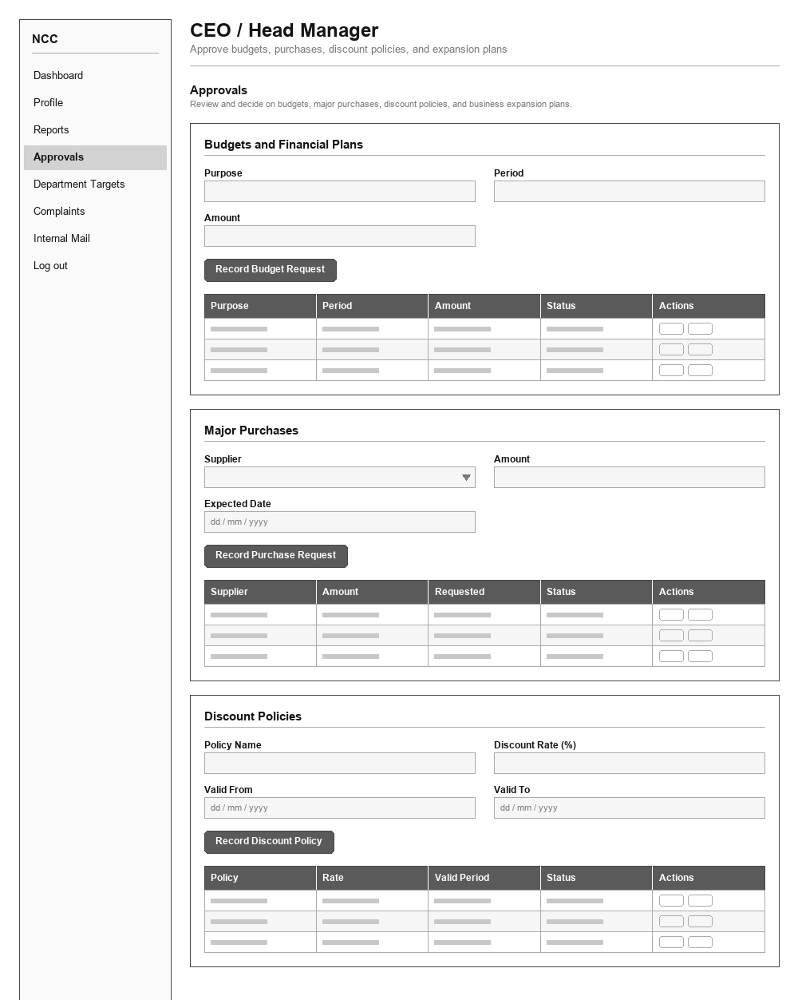 NCC
Dashboard
Profile
Reports
Approvals
Department Targets
Complaints
Internal Mail
Log out
CEO / Head Manager
Approve budgets, purchases, discount policies, and expansion plans
Approvals
Review and decide on budgets, major purchases, discount policies, and business expansion plans.
Budgets and Financial Plans
Purpose Period
Amount
Record Budget Request
Purpose Period Amount Status Actions
Major Purchases
Supplier Amount
Expected Date
dd / mm / yyyy
Record Purchase Request
Supplier Amount Requested Status Actions
Discount Policies
Policy Name Discount Rate (%)
Valid From Valid To
dd / mm / yyyy dd / mm / yyyy
Record Discount Policy
Policy Rate Valid Period Status Actions